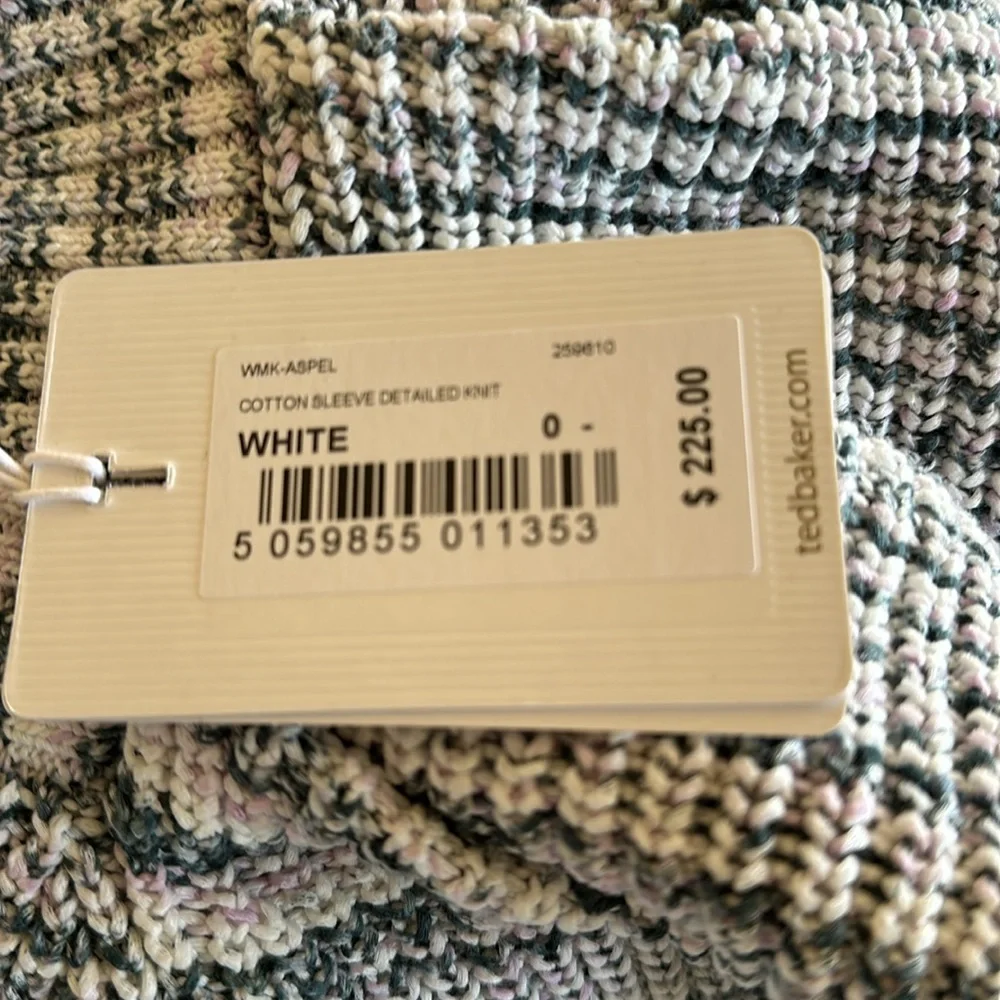 WMK-ASPEL 259610
COTTON SLEEVE DETAILED KNIT
WHITE 0 -
5 059855 011353
$ 225.00
tedbaker.com